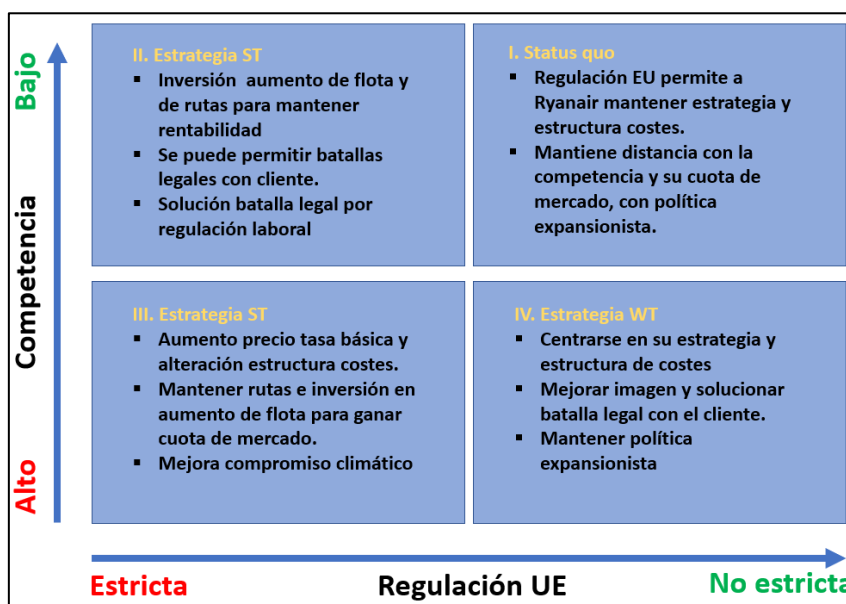 Bajo
Competencia
Alto
II. Estrategia ST
▪ Inversión aumento de flota y
de rutas para mantener
rentabilidad
▪ Se puede permitir batallas
legales con cliente.
▪ Solución batalla legal por
regulación laboral
I. Status quo
▪ Regulación EU permite a
Ryanair mantener estrategia y
estructura costes.
▪ Mantiene distancia con la
competencia y su cuota de
mercado, con política
expansionista.
III. Estrategia ST
▪ Aumento precio tasa básica y
alteración estructura costes.
▪ Mantener rutas e inversión en
aumento de flota para ganar
cuota de mercado.
▪ Mejora compromiso climático
IV. Estrategia WT
▪ Centrarse en su estrategia y
estructura de costes
▪ Mejorar imagen y solucionar
batalla legal con el cliente.
▪ Mantener política
expansionista
Estricta
Regulación UE
No estricta